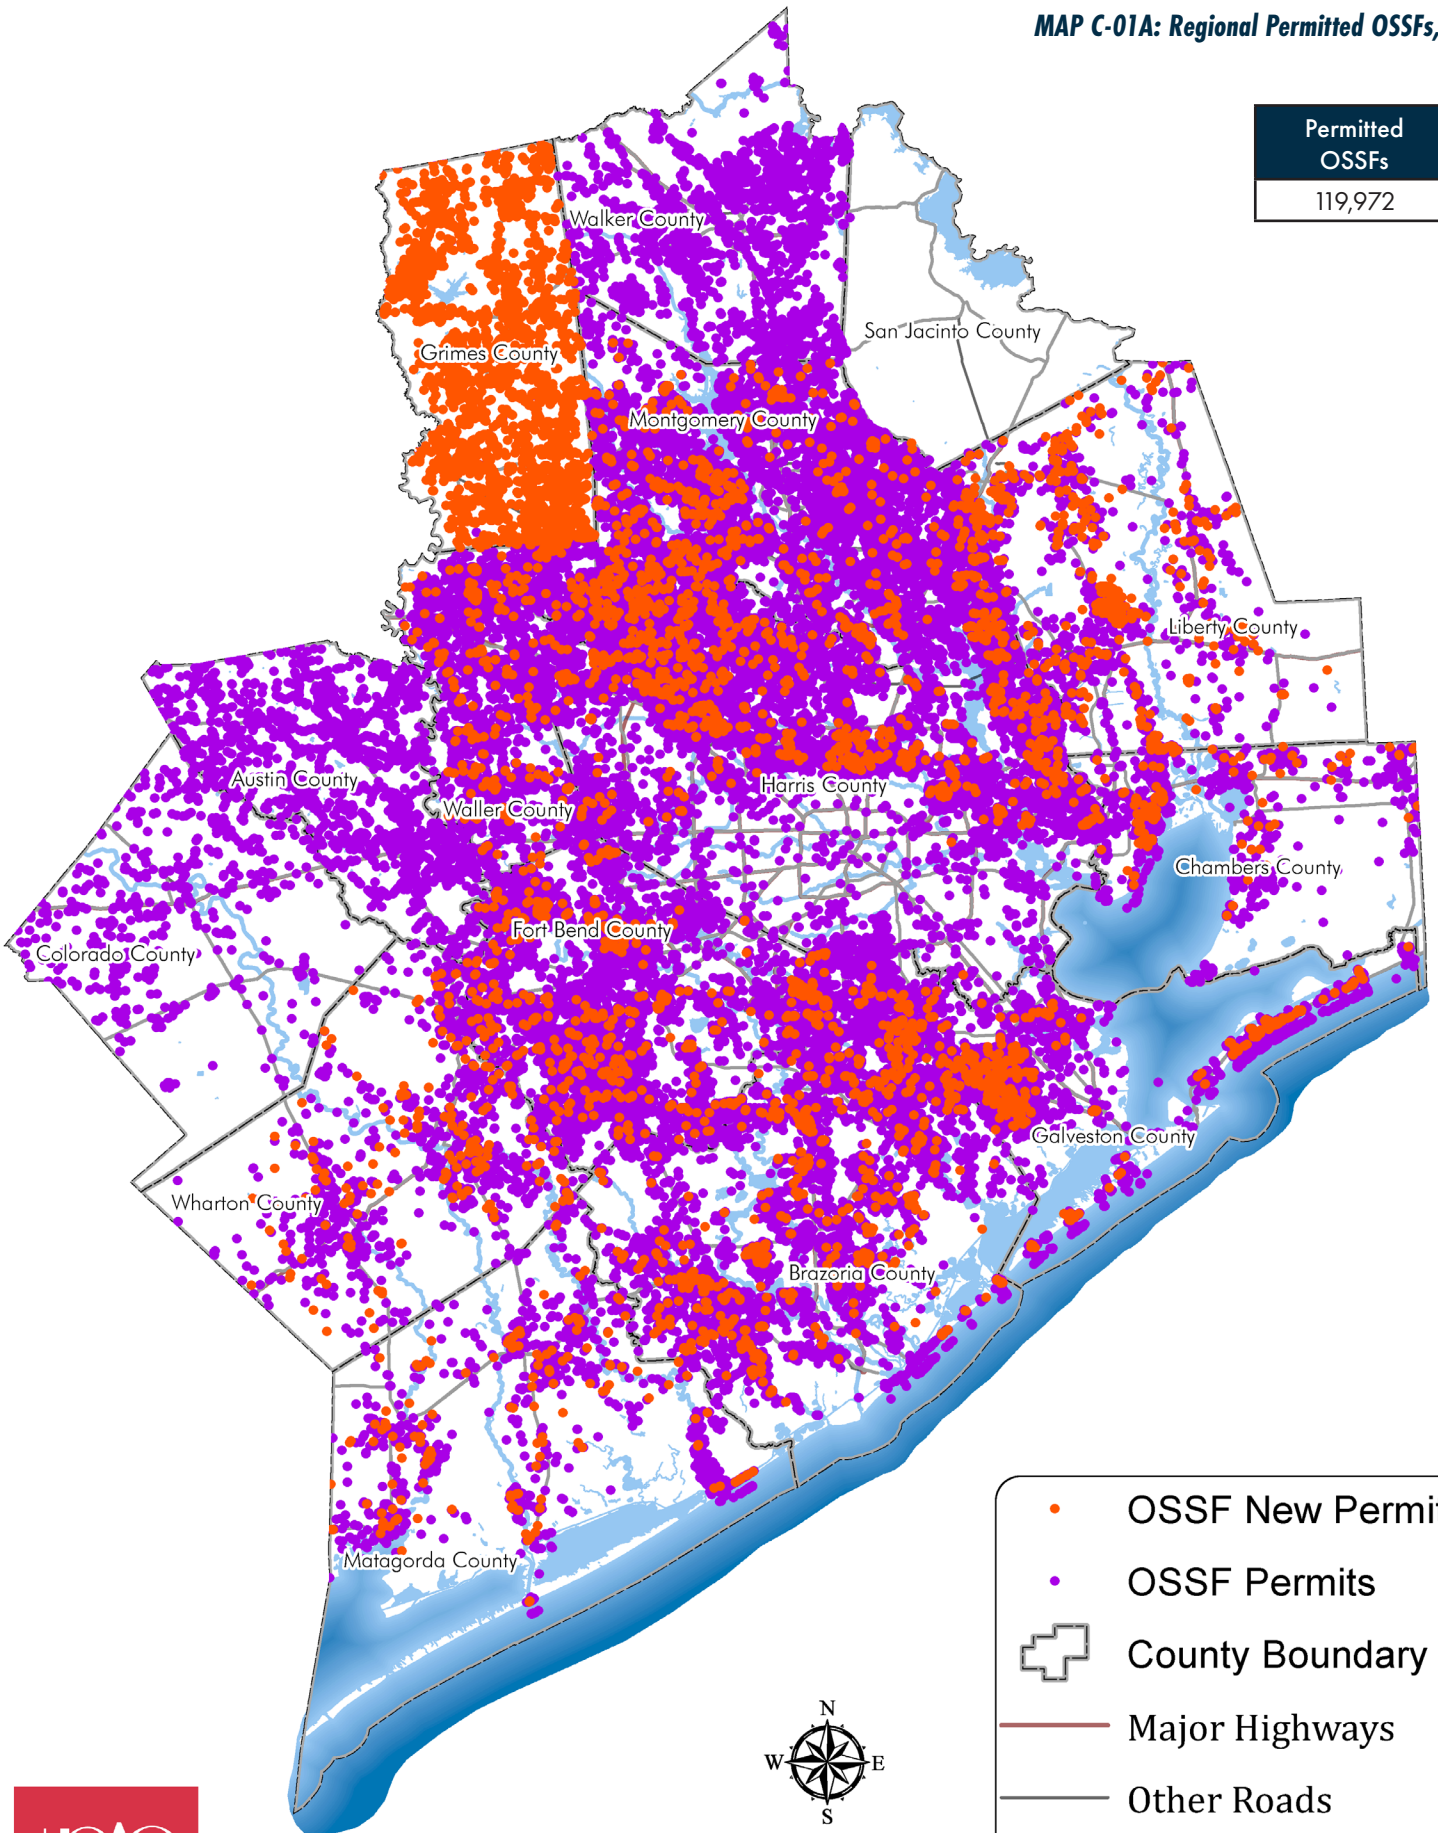 MAP C-01A: Regional Permitted OSSFs,
Permitted
OSSFs
119,972
Walker County
San Jacinto County
Grimes County
Montgomery County
Liberty County
Austin County
Waller County
Harris County
Chambers County
Fort Bend County
Colorado County
Galveston County
Wharton County
Brazoria County
Matagorda County
OSSF New Permi
OSSF Permits
County Boundary
Major Highways
Other Roads
N
W E
S